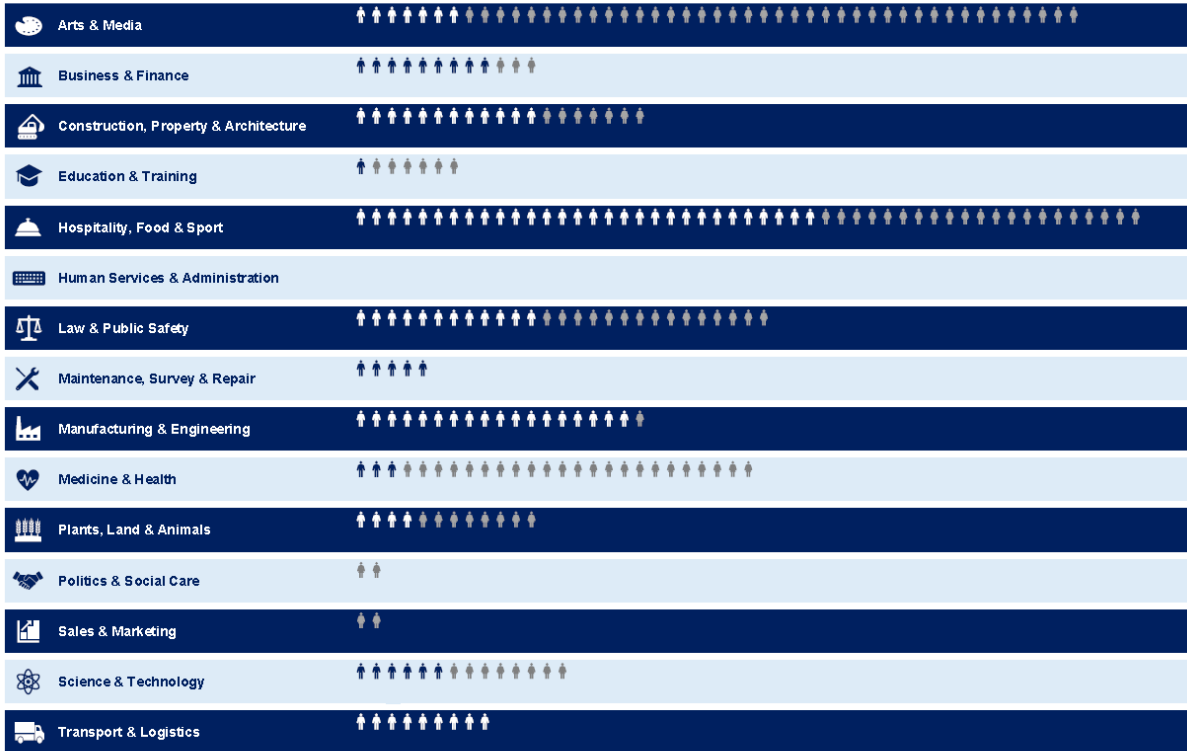 Arts & Media
Business & Finance
Construction, Property & Architecture
Education & Training
Hospitality, Food & Sport
Human Services & Administration
Law & Public Safety
Maintenance, Survey & Repair
Manufacturing & Engineering
Medicine & Health
Plants, Land & Animals
Politics & Social Care
Sales & Marketing
Science & Technology
Transport & Logistics